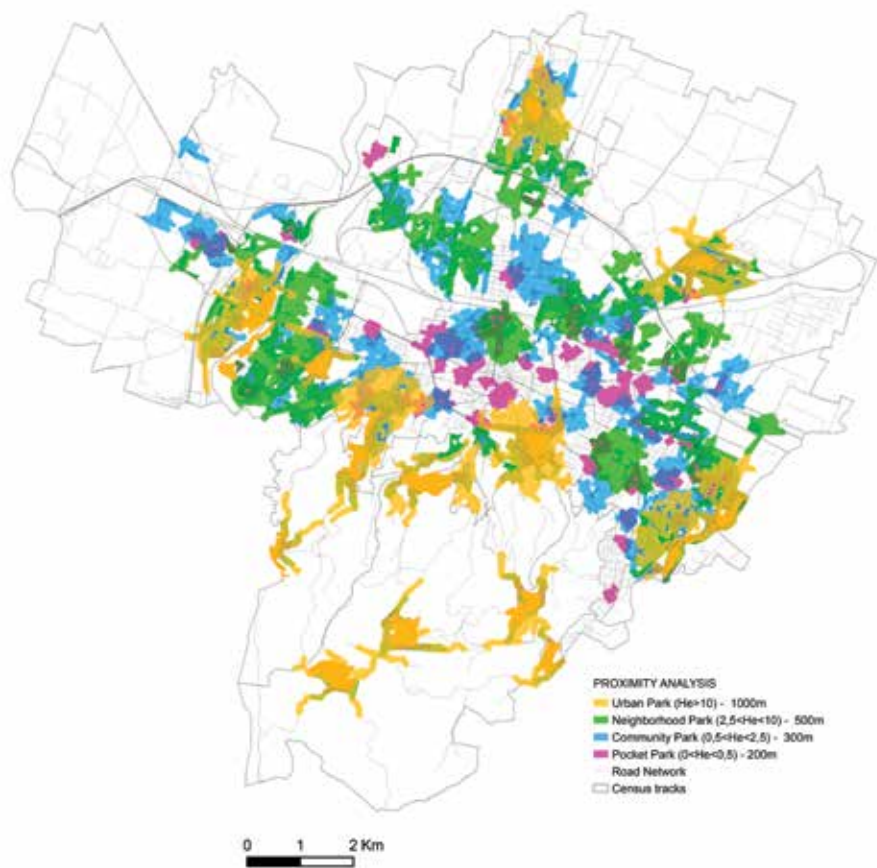 PROXIMITY ANALYSIS
Urban Park (He>10) - 1000m
Neighborhood Park (2,5<He<10) - 500m
Community Park (0,5<He<2,5) - 300m
Pocket Park (0<He<0,5) - 200m
Road Network
Census tracks
0 1 2 Km